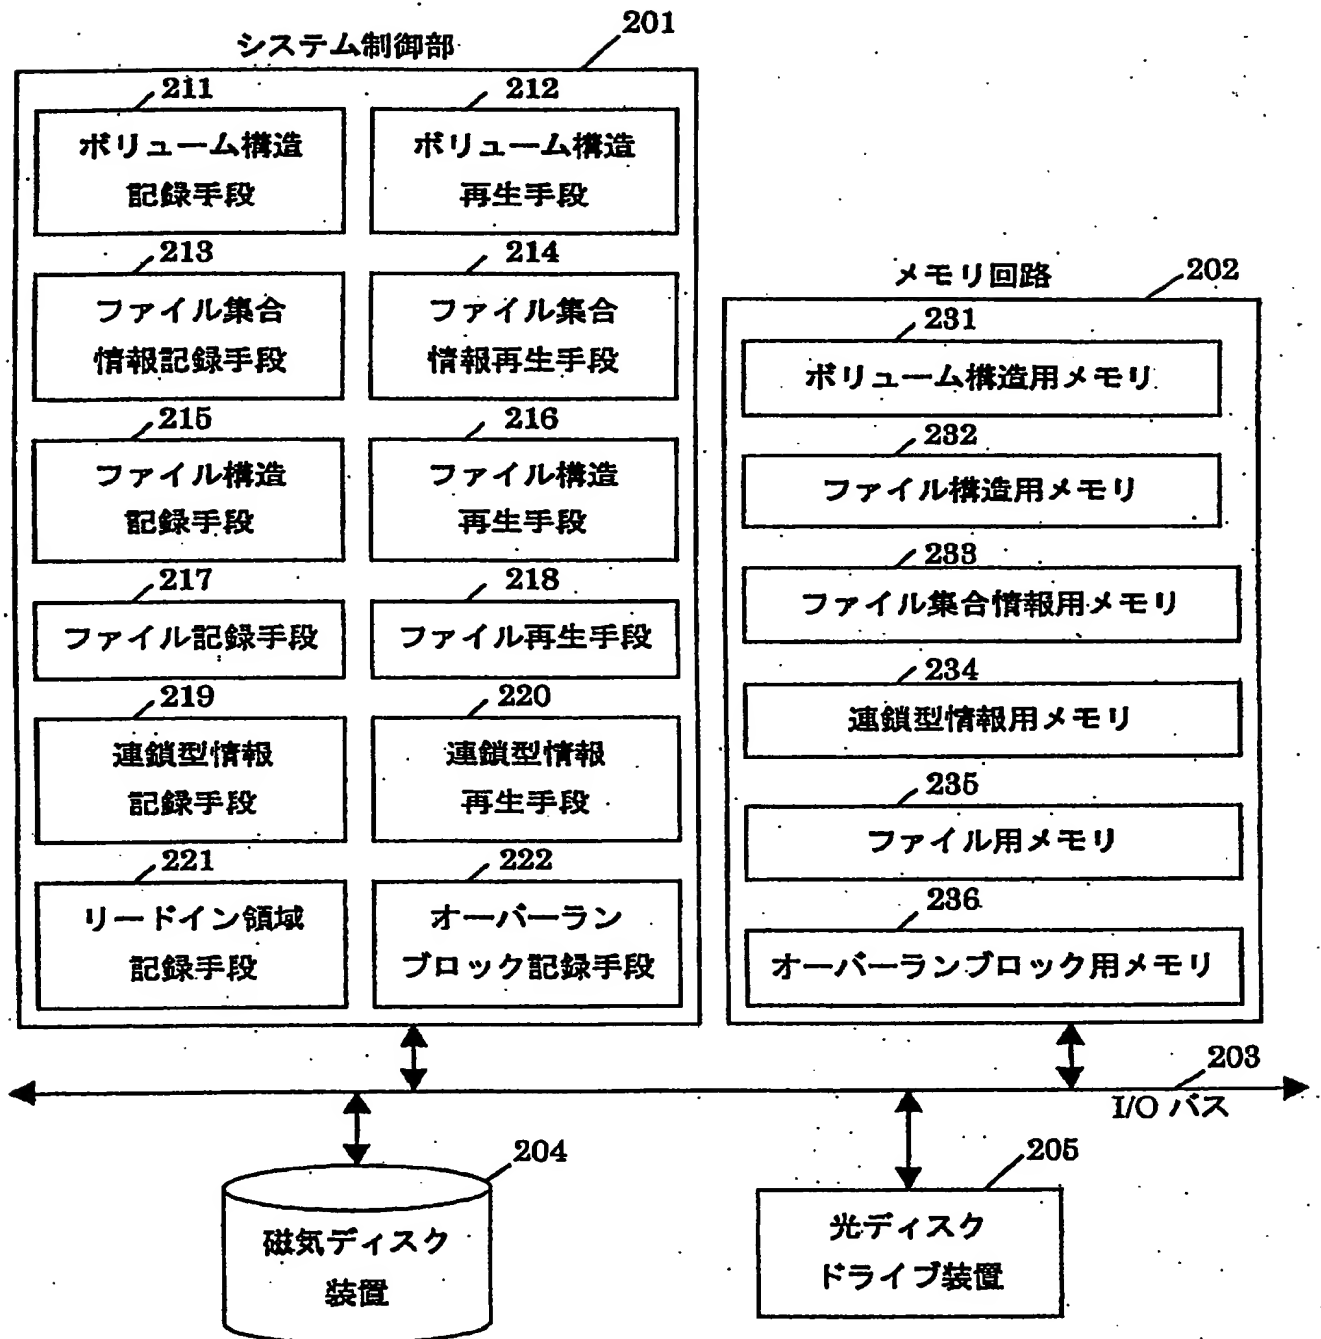 システム制御部
201
211
ボリューム構造
記録手段
212
ボリューム構造
再生手段
213
ファイル集合
情報記録手段
214
ファイル集合
情報再生手段
215
ファイル構造
記録手段
216
ファイル構造
再生手段
217
ファイル記録手段
218
ファイル再生手段
219
連鎖型情報
記録手段
220
連鎖型情報
再生手段
221
リードイン領域
記録手段
222
オーバーラン
ブロック記録手段
メモリ回路
202
231
ボリューム構造用メモリ
232
ファイル構造用メモリ
233
ファイル集合情報用メモリ
234
連鎖型情報用メモリ
235
ファイル用メモリ
236
オーバーランブロック用メモリ
203
I/O バス
204
磁気ディスク
装置
205
光ディスク
ドライブ装置